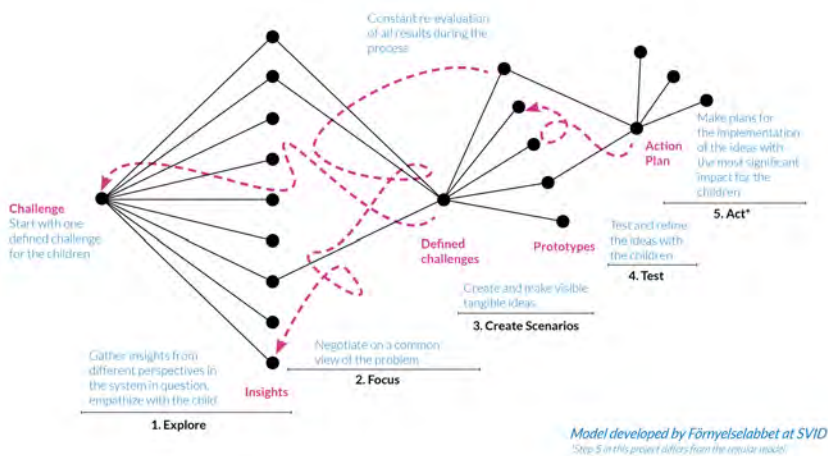 Constant re-evaluation
of all results during the
process
Challenge
Start with one
defined challenge
for the children
Gather insights from
different perspectives in
the system in question,
empathize with the child
1. Explore
Insights
Negotiate on a common
view of the problem
2. Focus
Defined
challenges
Create and make visible
tangible ideas
3. Create Scenarios
Prototypes
Test and refine
the ideas with
the children
4. Test
Action
Plan
Make plans for
the implementation
of the ideas with
the most significant
impact for the
children
5. Act*
Model developed by Förnyelselabbet at SVID
*Step 5 in this project differs from the regular model.